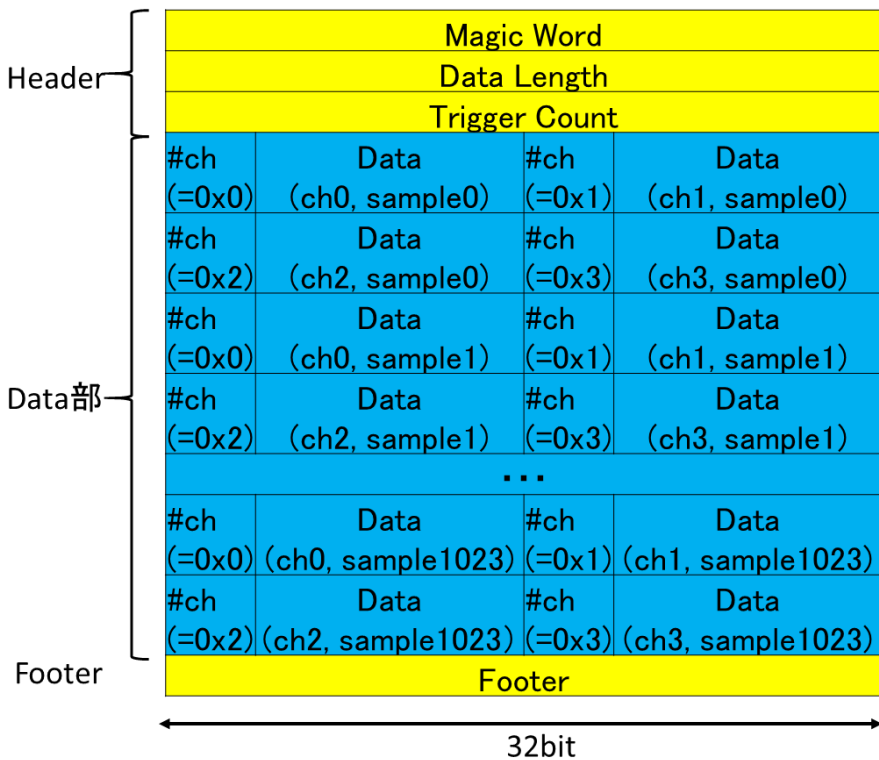 Magic Word
Header
Data Length
Trigger Count
#ch Data #ch Data
(=0x0) (ch0, sample0) (=0x1) (ch1, sample0)
#ch Data #ch Data
(=0x2) (ch2, sample0) (=0x3) (ch3, sample0)
#ch Data #ch Data
(=0x0) (ch0, sample1) (=0x1) (ch1, sample1)
Data部
#ch Data #ch Data
(=0x2) (ch2, sample1) (=0x3) (ch3, sample1)
...
#ch Data #ch Data
(=0x0) (ch0, sample1023) (=0x1) (ch1, sample1023)
#ch Data #ch Data
(=0x2) (ch2, sample1023) (=0x3) (ch3, sample1023)
Footer
Footer
32bit